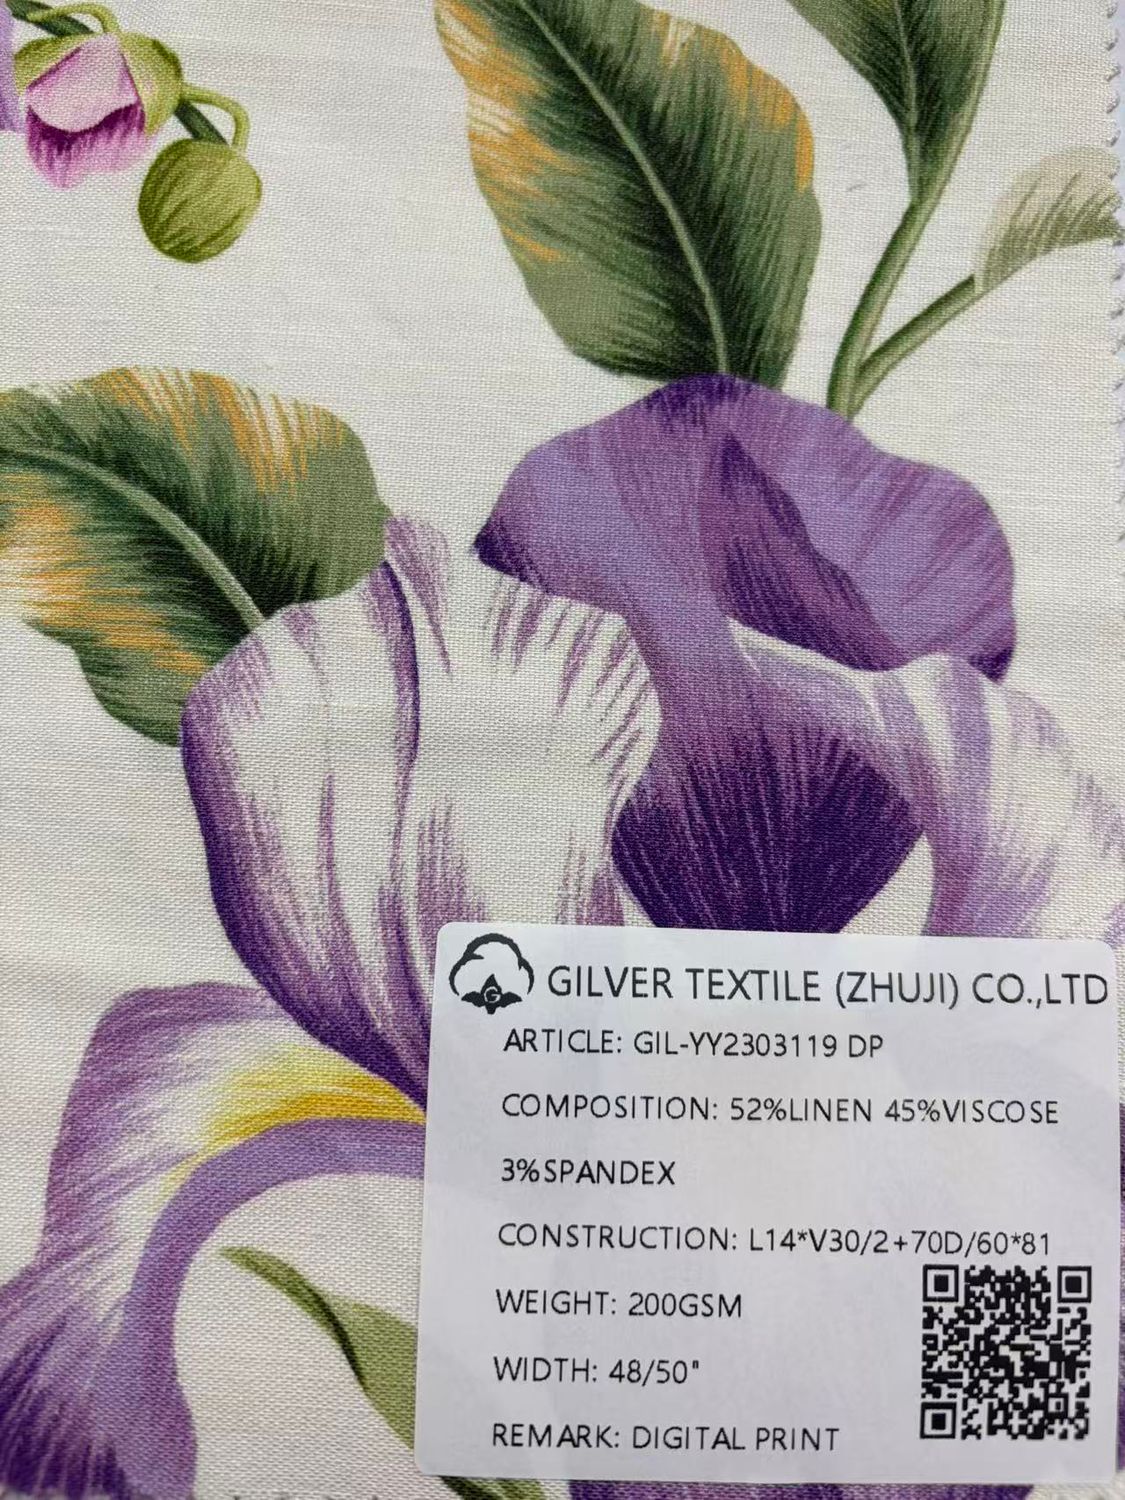 GILVER TEXTILE (ZHUJI) CO.,LTD
ARTICLE: GIL-YY2303119 DP
COMPOSITION: 52%LINEN 45%VISCOSE
3%SPANDEX
CONSTRUCTION: L14*V30/2+70D/60*81
WEIGHT: 200GSM
WIDTH: 48/50"
REMARK: DIGITAL PRINT